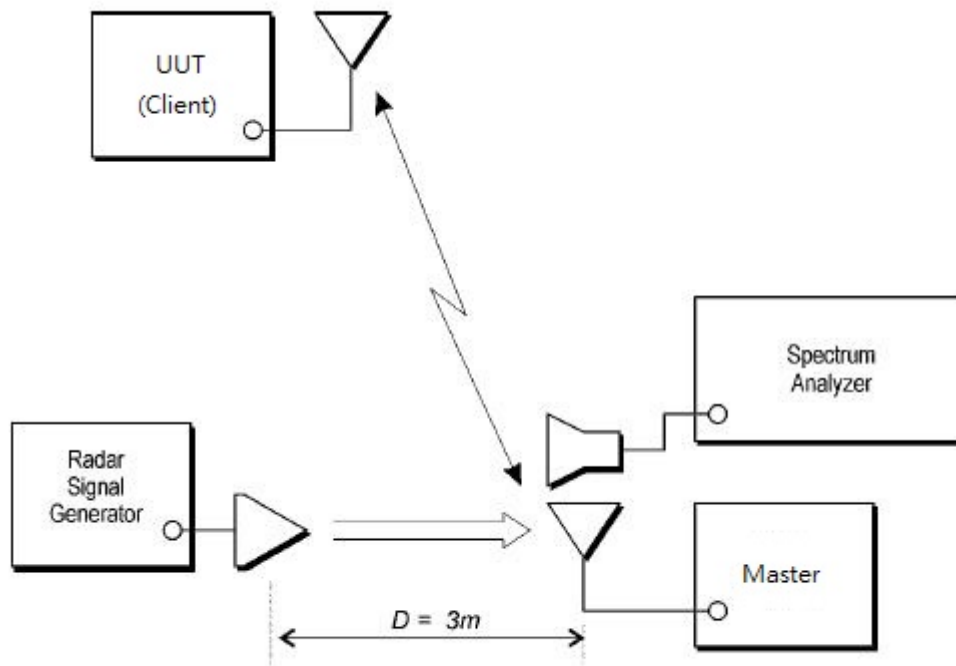 UUT
(Client)
Spectrum
Analyzer
Radar
Signal
Generator
Master
D = 3m